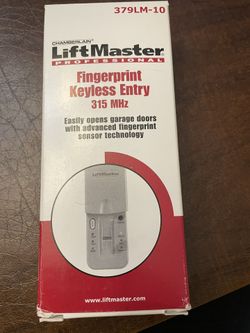 379LM-10
CHAMBERLAIN®
LiftMaster
PROFESSIONAL
Fingerprint
Keyless Entry
315 MHz
Easily opens garage doors
with advanced fingerprint
sensor technology
LiftMaster
www.liftmaster.com